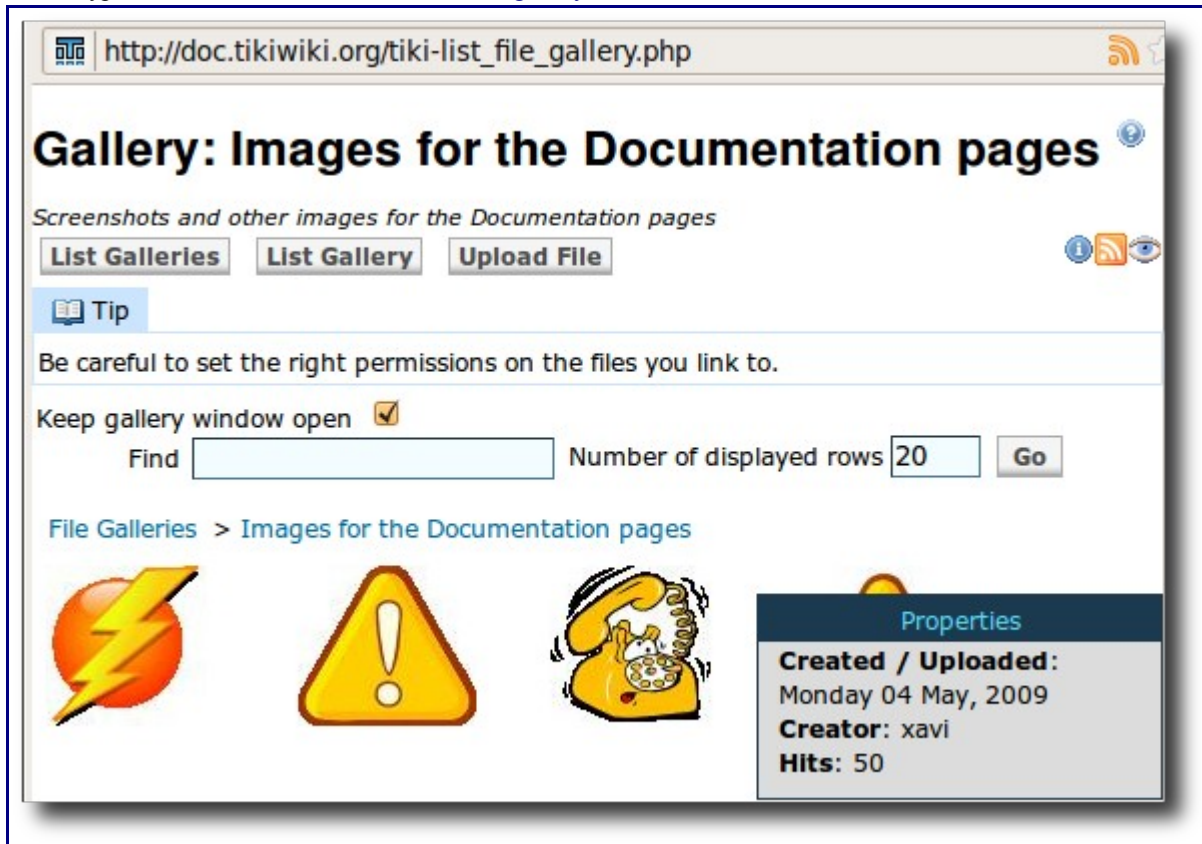 http://doc.tikiwiki.org/tiki-list_file_gallery.php
Gallery: Images for the Documentation pages
Screenshots and other images for the Documentation pages
List Galleries List Gallery Upload File
Tip
Be careful to set the right permissions on the files you link to.
Keep gallery window open
Find Number of displayed rows 20 Go
File Galleries > Images for the Documentation pages
Properties
Created / Uploaded:
Monday 04 May, 2009
Creator: xavi
Hits: 50